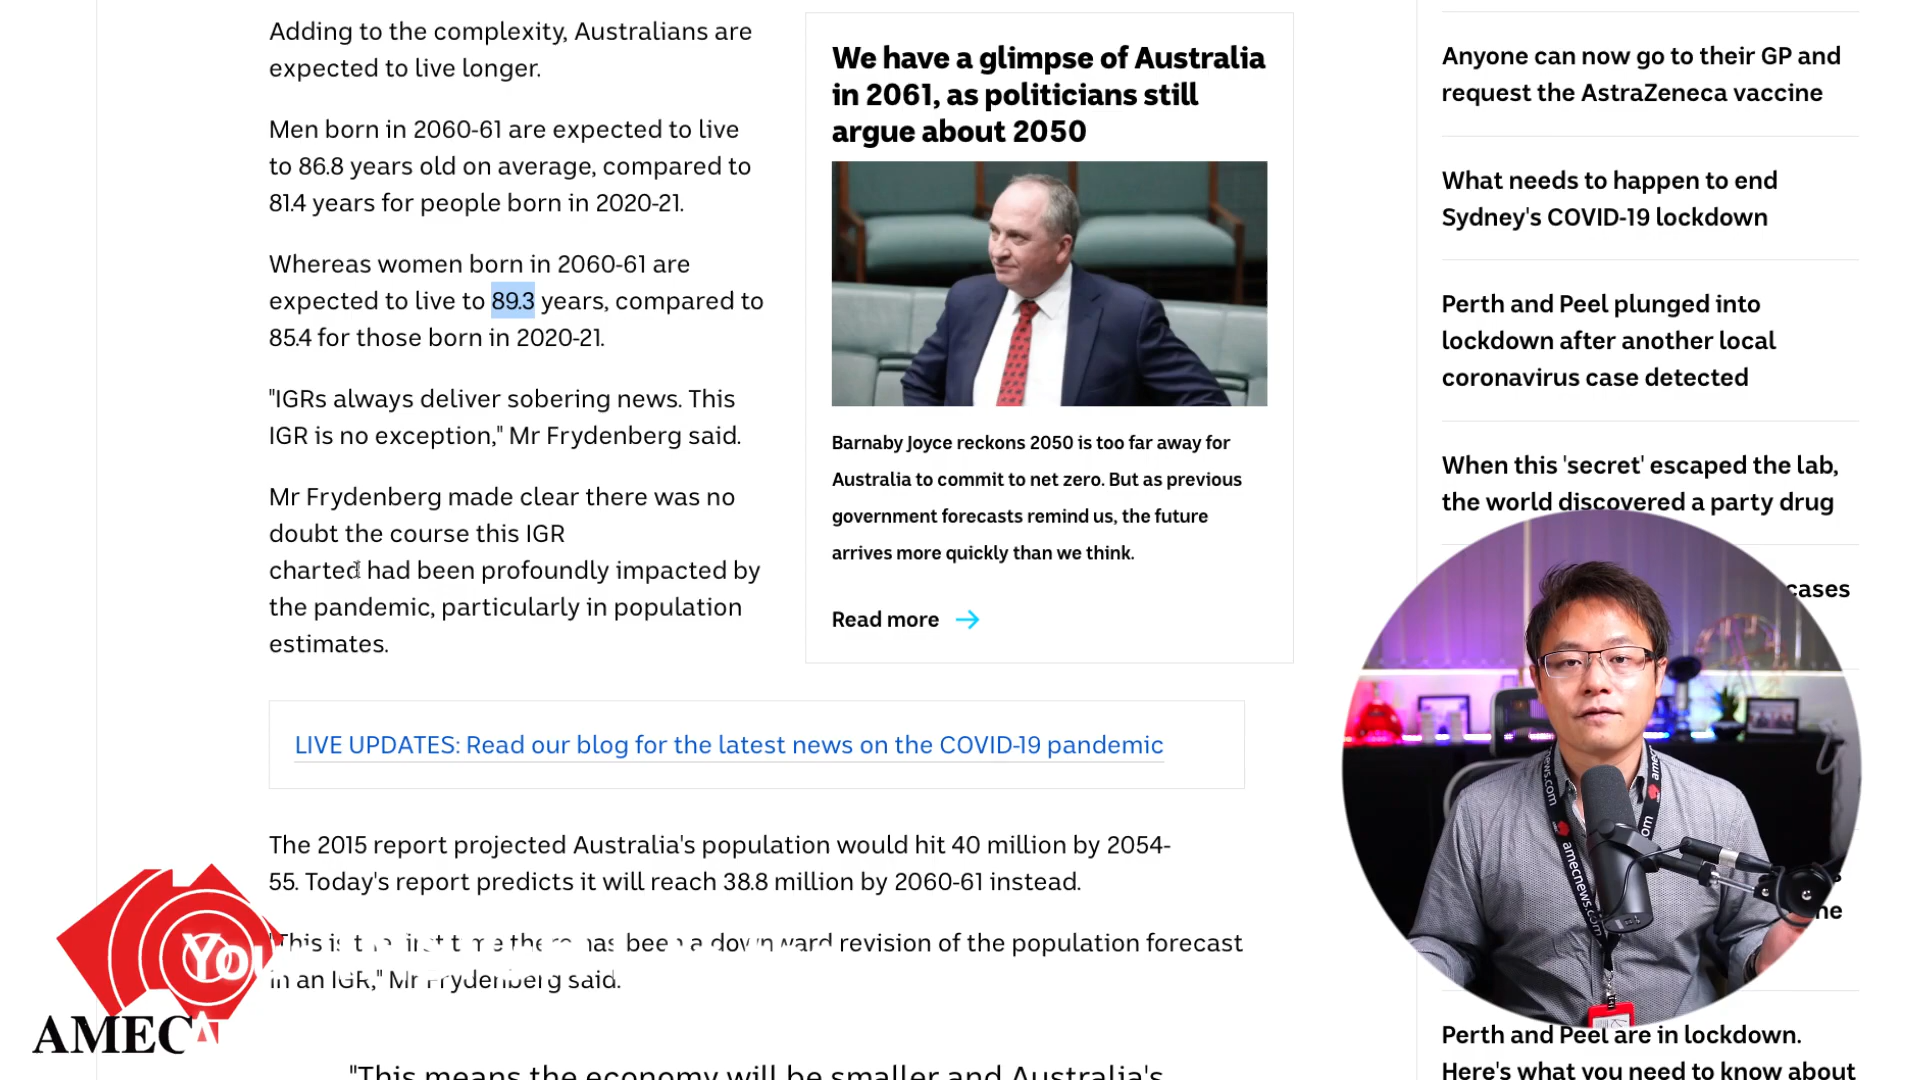 Adding to the complexity, Australians are
expected to live longer.
Men born in 2060-61 are expected to live
to 86.8 years old on average, compared to
81.4 years for people born in 2020-21.
Whereas women born in 2060-61 are
expected to live to 89.3 years, compared to
85.4 for those born in 2020-21.
"IGRs always deliver sobering news. This
IGR is no exception," Mr Frydenberg said.
Mr Frydenberg made clear there was no
doubt the course this IGR
charted had been profoundly impacted by
the pandemic, particularly in population
estimates.
We have a glimpse of Australia
in 2061, as politicians still
argue about 2050
Barnaby Joyce reckons 2050 is too far away for
Australia to commit to net zero. But as previous
government forecasts remind us, the future
arrives more quickly than we think.
Read more →
LIVE UPDATES: Read our blog for the latest news on the COVID-19 pandemic
The 2015 report projected Australia's population would hit 40 million by 2054-
55. Today's report predicts it will reach 38.8 million by 2060-61 instead.
"This is the first time there has been a downward revision of the population forecast
in an IGR," Mr Frydenberg said.
"This means the economy will be smaller and Australia's
Anyone can now go to their GP and
request the AstraZeneca vaccine
What needs to happen to end
Sydney's COVID-19 lockdown
Perth and Peel plunged into
lockdown after another local
coronavirus case detected
When this 'secret' escaped the lab,
the world discovered a party drug
cases
Perth and Peel are in lockdown.
Here's what you need to know about
You
AMECA
amecnews.com